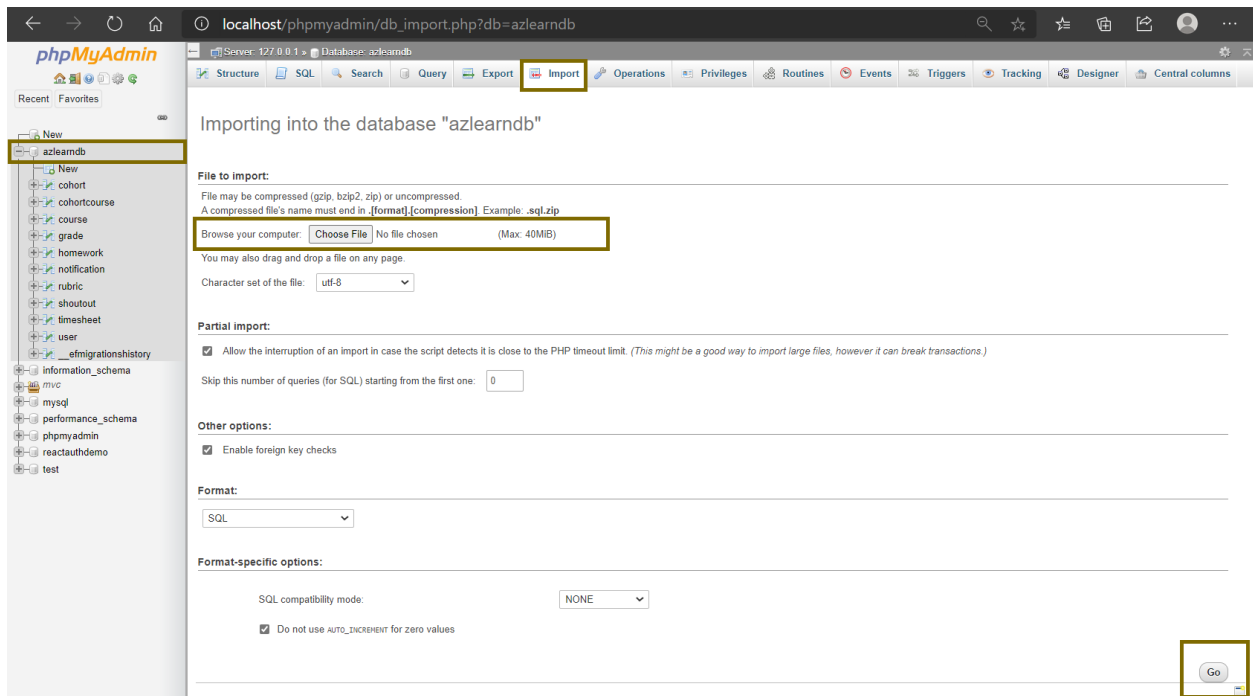 localhost/phpmyadmin/db_import.php?db=azlearndb
phpMyAdmin
Recent Favorites
New
azlearndb
New
cohort
cohortcourse
course
grade
homework
notification
rubric
shoutout
timesheet
user
__efmigrationshistory
information_schema
mvc
mysql
performance_schema
phpmyadmin
reactauthdemo
test
Server: 127.0.0.1 » Database: azlearndb
Structure SQL Search Query Export Import Operations Privileges Routines Events Triggers Tracking Designer Central columns
Importing into the database "azlearndb"
File to import:
File may be compressed (gzip, bzip2, zip) or uncompressed.
A compressed file's name must end in .[format].[compression]. Example: .sql.zip
Browse your computer: Choose File No file chosen (Max: 40MiB)
You may also drag and drop a file on any page.
Character set of the file: utf-8
Partial import:
Allow the interruption of an import in case the script detects it is close to the PHP timeout limit. (This might be a good way to import large files, however it can break transactions.)
Skip this number of queries (for SQL) starting from the first one: 0
Other options:
Enable foreign key checks
Format:
SQL
Format-specific options:
SQL compatibility mode: NONE
Do not use AUTO_INCREMENT for zero values
Go